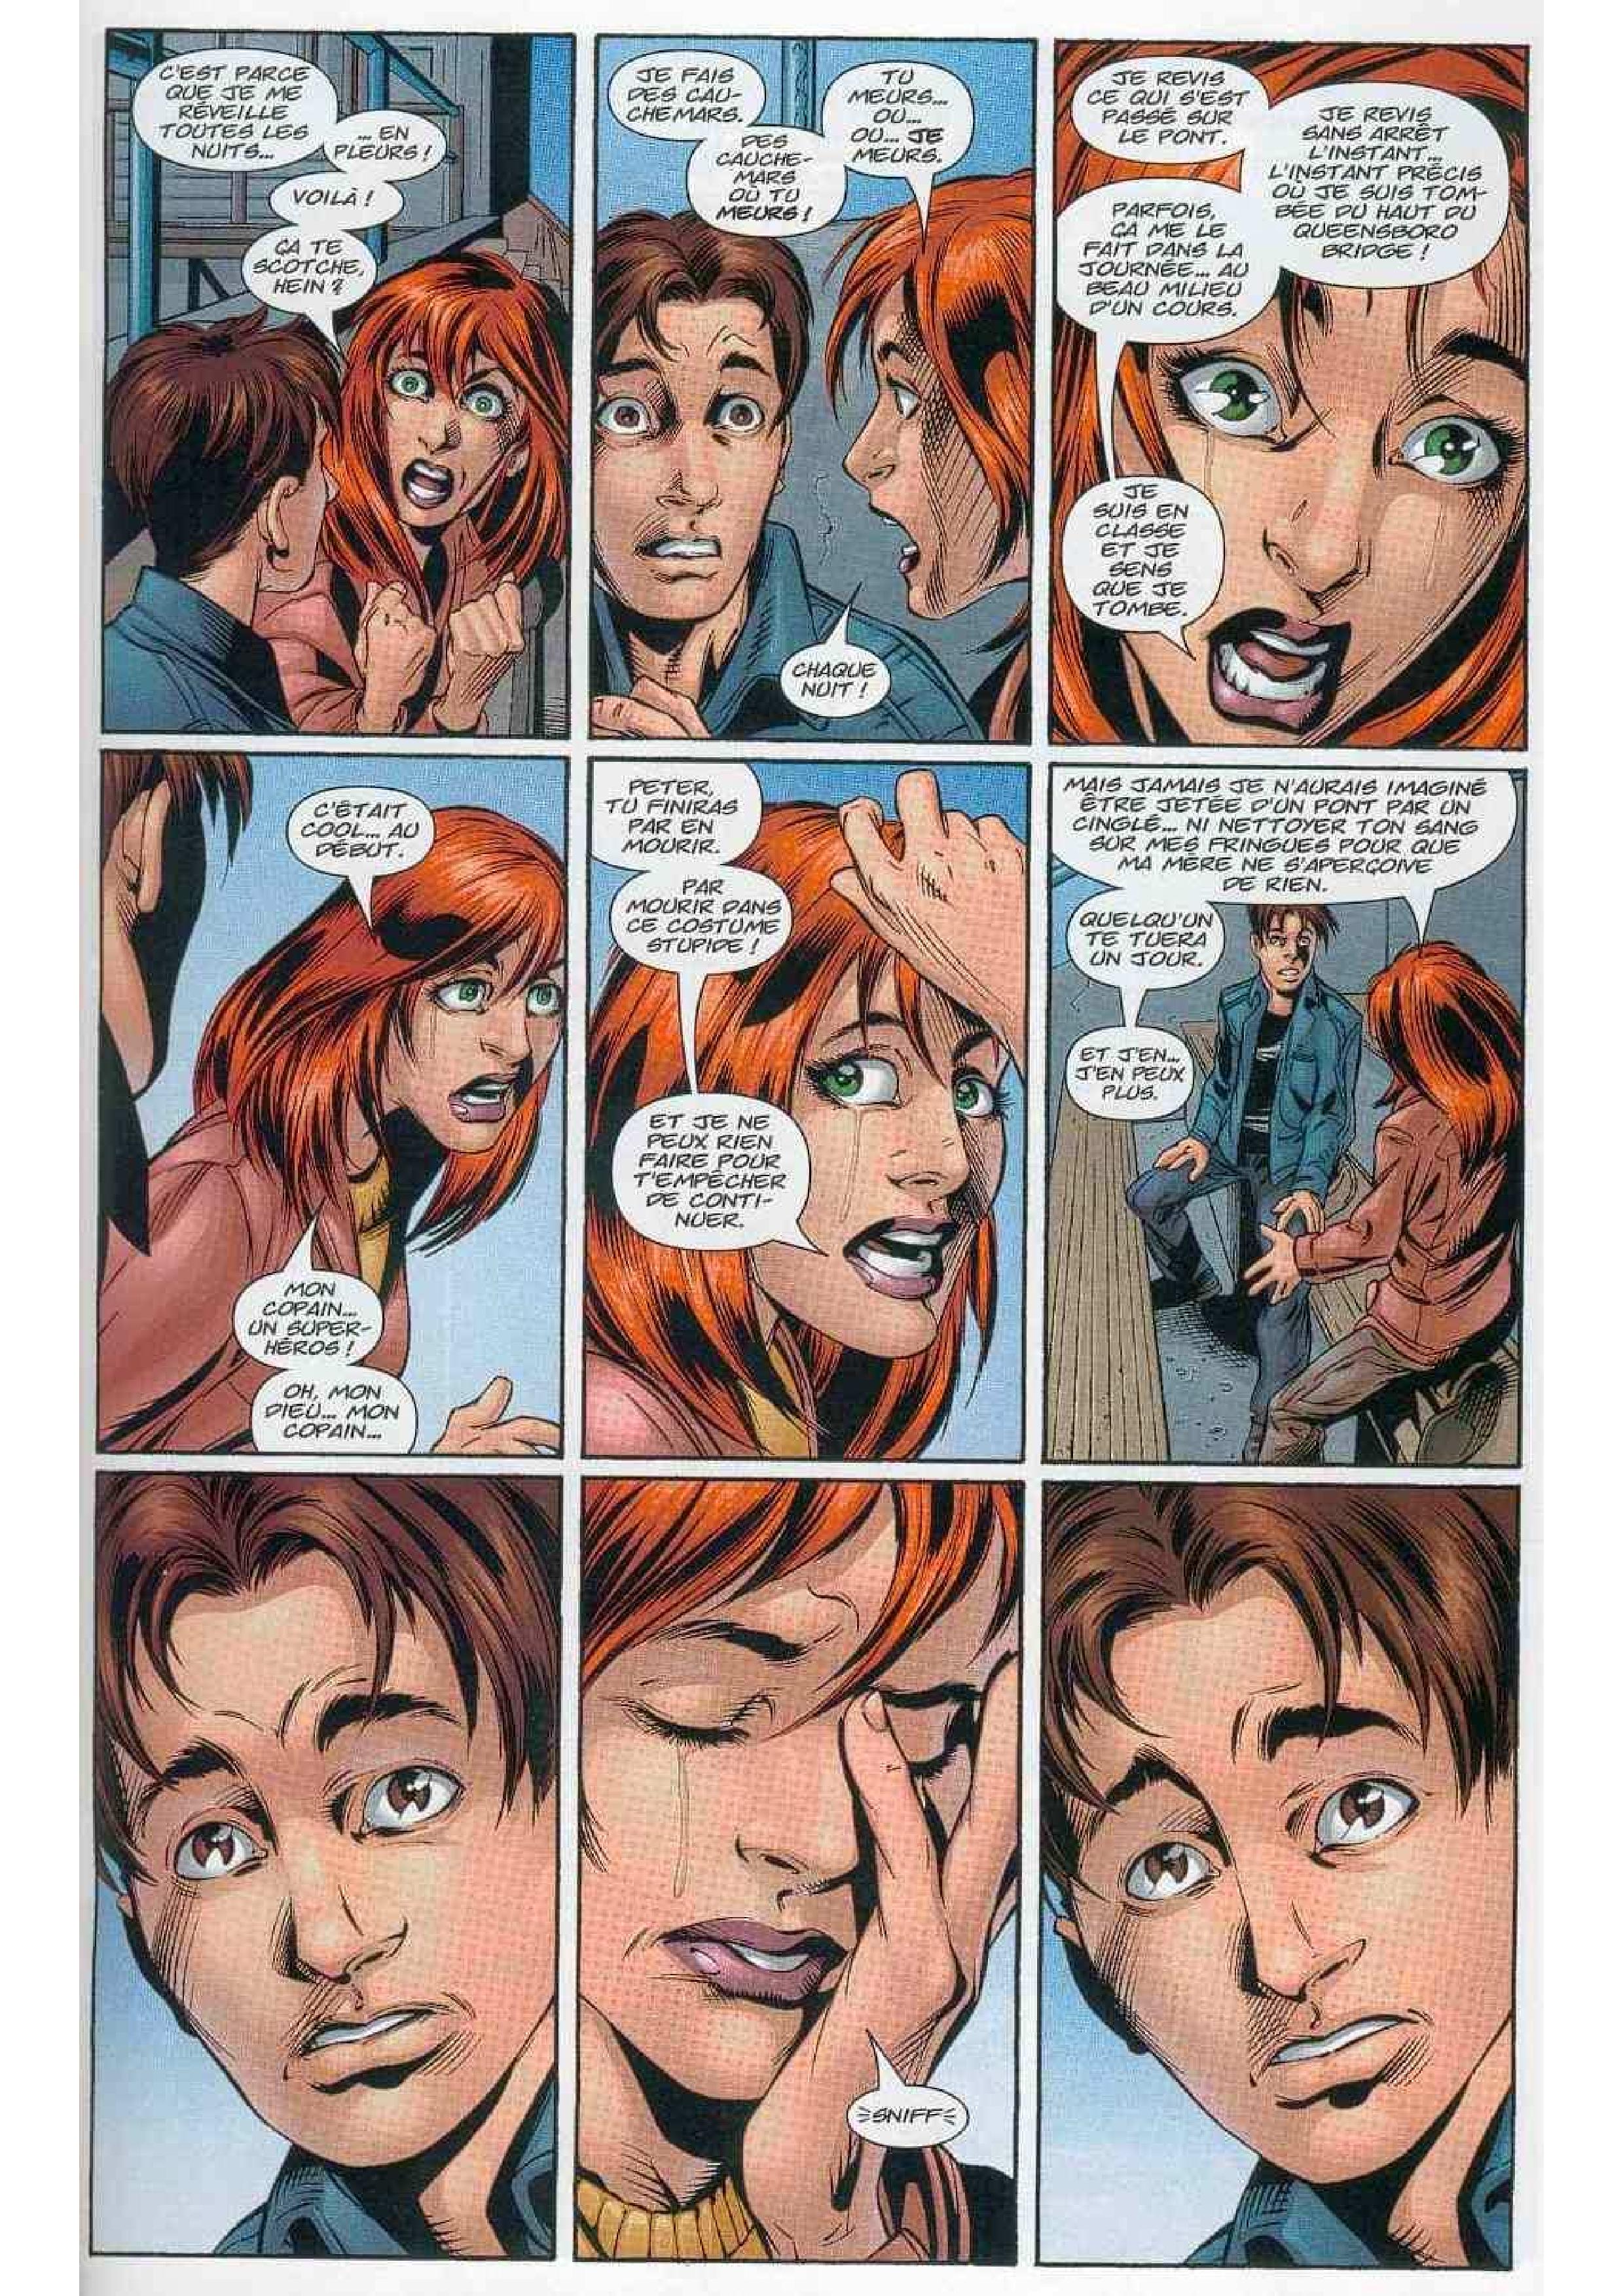 C'EST PARCE
QUE JE ME
RÉVEILLE
TOUTES LES
NUITS...
... EN
PLEURS !
VOILÀ !
ÇA TE
SCOTCHE,
HEIN ?
JE FAIS
DES CAU-
CHEMARS.
DES
CAUCHE-
MARS
OÙ TU
MEURS !
TU
MEURS...
OU...
OU... JE
MEURS.
CHAQUE
NUIT !
JE REVIS
CE QUI S'EST
PASSÉ SUR
LE PONT.
JE REVIS
SANS ARRÊT
L'INSTANT...
L'INSTANT PRÉCIS
OÙ JE SUIS TOM-
BÉE DU HAUT DU
QUEENSBORO
BRIDGE !
PARFOIS,
ÇA ME LE
FAIT DANS LA
JOURNÉE... AU
BEAU MILIEU
D'UN COURS.
JE
SUIS EN
CLASSE
ET JE
SENS
QUE JE
TOMBE.
C'ÉTAIT
COOL... AU
DÉBUT.
MON
COPAIN...
UN SUPER-
HÉROS !
OH, MON
DIEU... MON
COPAIN...
PETER,
TU FINIRAS
PAR EN
MOURIR.
PAR
MOURIR DANS
CE COSTUME
STUPIDE !
ET JE NE
PEUX RIEN
FAIRE POUR
T'EMPÊCHER
DE CONTI-
NUER.
MAIS JAMAIS JE N'AURAIS IMAGINÉ
ÊTRE JETÉE D'UN PONT PAR UN
CINGLÉ... NI NETTOYER TON SANG
SUR MES FRINGUES POUR QUE
MA MÈRE NE S'APERÇOIVE
DE RIEN.
QUELQU'UN
TE TUERA
UN JOUR.
ET J'EN...
J'EN PEUX
PLUS.
SNIFF